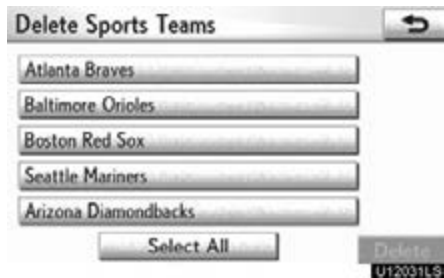 Delete Sports Teams
Atlanta Braves
Baltimore Orioles
Boston Red Sox
Seattle Mariners
Arizona Diamondbacks
Select All
Delete
U12031LS